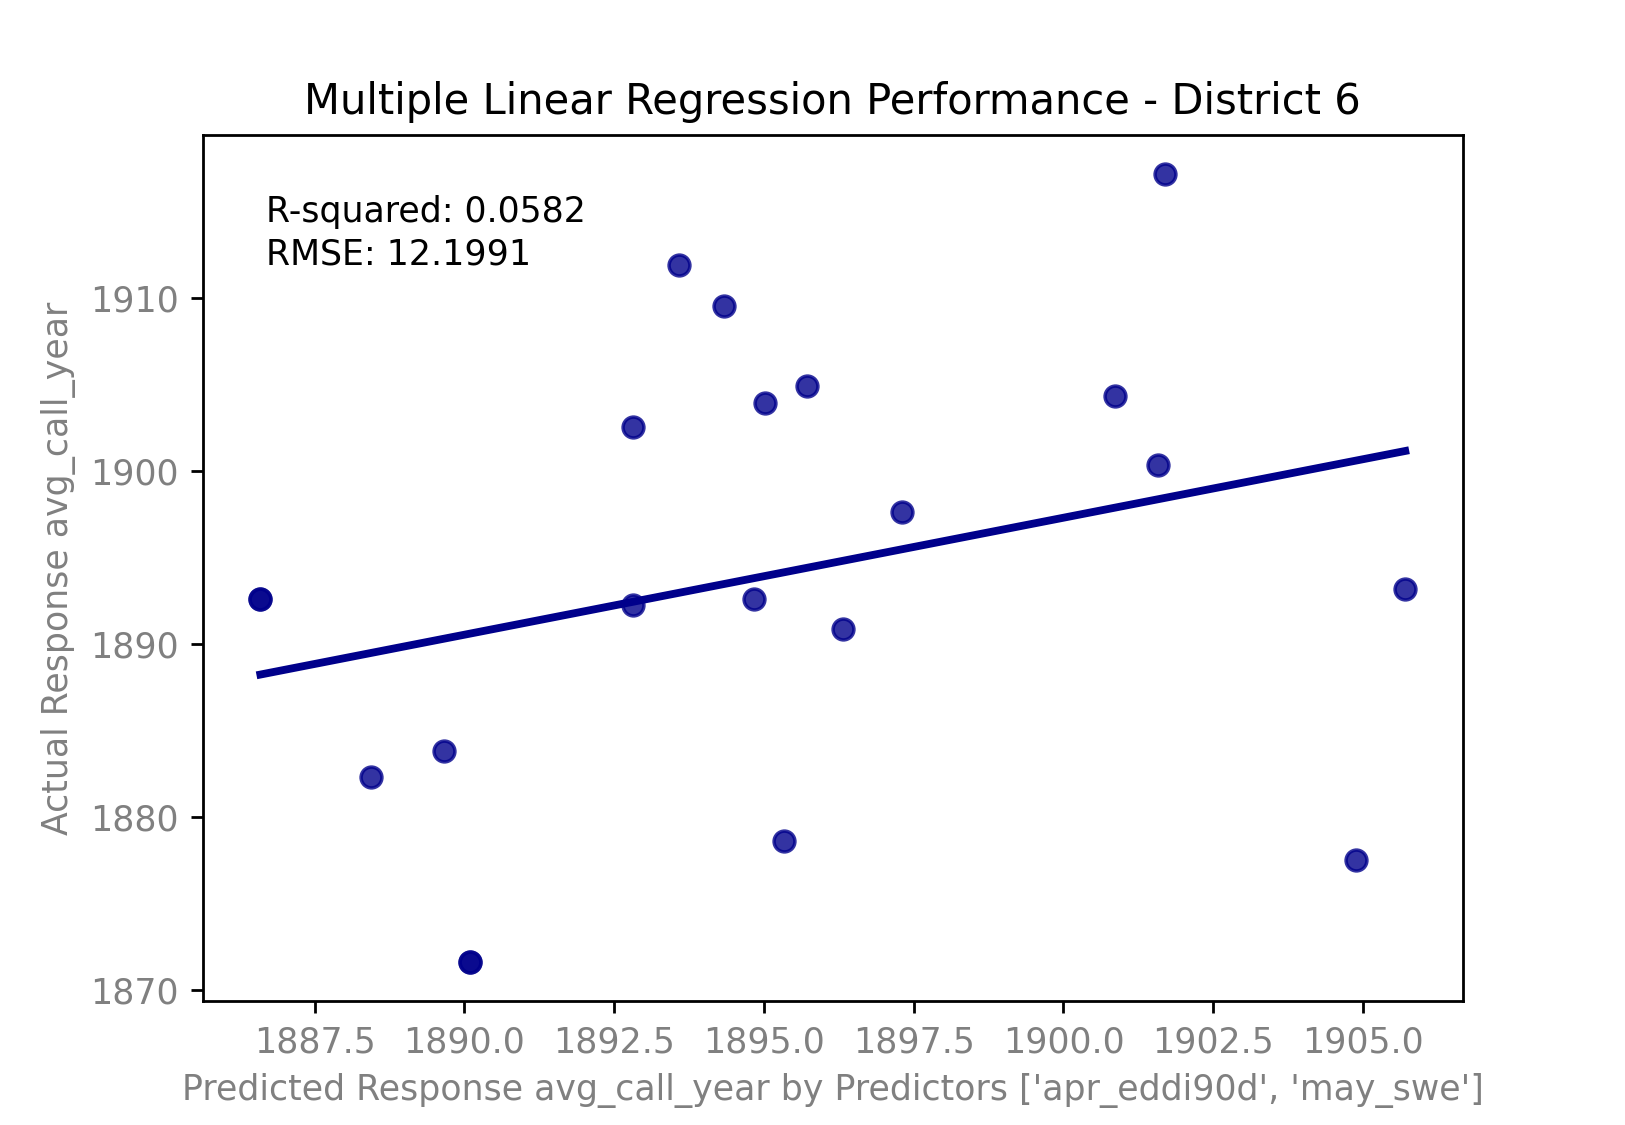 Multiple Linear Regression Performance - District 6
R-squared: 0.0582
RMSE: 12.1991
Actual Response avg_call_year
1910
1900
1890
1880
1870
1887.5 1890.0 1892.5 1895.0 1897.5 1900.0 1902.5 1905.0
Predicted Response avg_call_year by Predictors ['apr_eddi90d', 'may_swe']